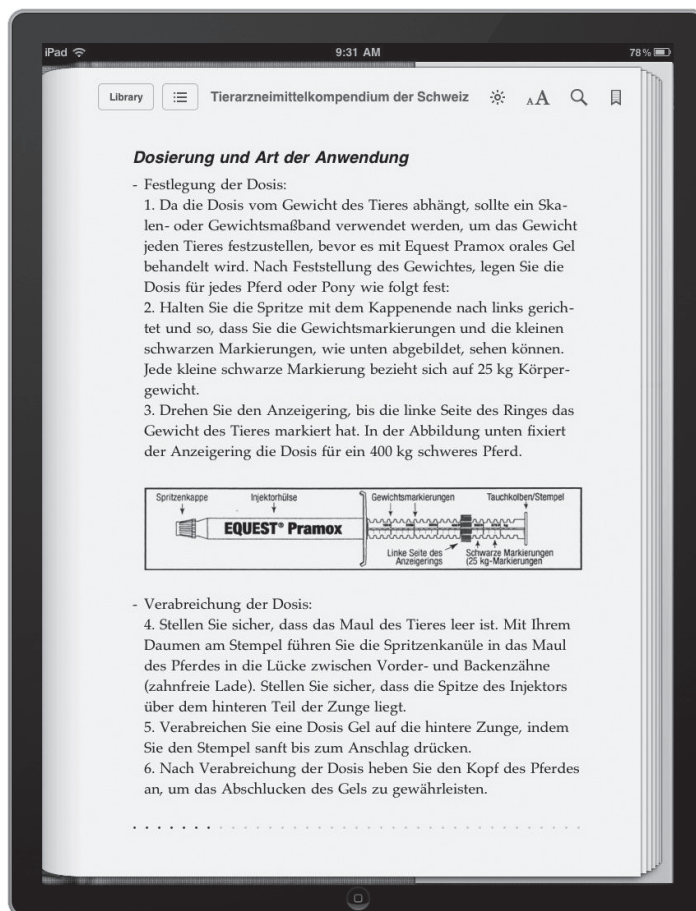 iPad
9:31 AM
78 %
Library
Tierarzneimittelkompendium der Schweiz
AA
Dosierung und Art der Anwendung
- Festlegung der Dosis:
1. Da die Dosis vom Gewicht des Tieres abhängt, sollte ein Ska-
len- oder Gewichtsmaßband verwendet werden, um das Gewicht
jeden Tieres festzustellen, bevor es mit Equest Pramox orales Gel
behandelt wird. Nach Feststellung des Gewichtes, legen Sie die
Dosis für jedes Pferd oder Pony wie folgt fest:
2. Halten Sie die Spritze mit dem Kappenende nach links gerich-
tet und so, dass Sie die Gewichtsmarkierungen und die kleinen
schwarzen Markierungen, wie unten abgebildet, sehen können.
Jede kleine schwarze Markierung bezieht sich auf 25 kg Körper-
gewicht.
3. Drehen Sie den Anzeigering, bis die linke Seite des Ringes das
Gewicht des Tieres markiert hat. In der Abbildung unten fixiert
der Anzeigering die Dosis für ein 400 kg schweres Pferd.
Spritzenkappe
Injektorhülse
Gewichtsmarkierungen
Tauchkolben/Stempel
EQUEST® Pramox
Linke Seite des
Anzeigerings
Schwarze Markierungen
(25 kg-Markierungen
- Verabreichung der Dosis:
4. Stellen Sie sicher, dass das Maul des Tieres leer ist. Mit Ihrem
Daumen am Stempel führen Sie die Spritzenkanüle in das Maul
des Pferdes in die Lücke zwischen Vorder- und Backenzähne
(zahnfreie Lade). Stellen Sie sicher, dass die Spitze des Injektors
über dem hinteren Teil der Zunge liegt.
5. Verabreichen Sie eine Dosis Gel auf die hintere Zunge, indem
Sie den Stempel sanft bis zum Anschlag drücken.
6. Nach Verabreichung der Dosis heben Sie den Kopf des Pferdes
an, um das Abschlucken des Gels zu gewährleisten.